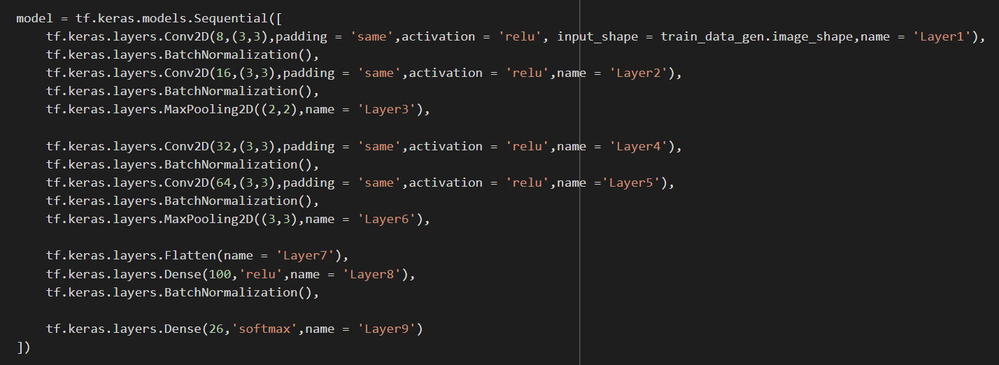 model = tf.keras.models.Sequential([
    tf.keras.layers.Conv2D(8,(3,3),padding = 'same',activation = 'relu', input_shape = train_data_gen.image_shape,name = 'Layer1'),
    tf.keras.layers.BatchNormalization(),
    tf.keras.layers.Conv2D(16,(3,3),padding = 'same',activation = 'relu',name = 'Layer2'),
    tf.keras.layers.BatchNormalization(),
    tf.keras.layers.MaxPooling2D((2,2),name = 'Layer3'),

    tf.keras.layers.Conv2D(32,(3,3),padding = 'same',activation = 'relu',name = 'Layer4'),
    tf.keras.layers.BatchNormalization(),
    tf.keras.layers.Conv2D(64,(3,3),padding = 'same',activation = 'relu',name ='Layer5'),
    tf.keras.layers.BatchNormalization(),
    tf.keras.layers.MaxPooling2D((3,3),name = 'Layer6'),

    tf.keras.layers.Flatten(name = 'Layer7'),
    tf.keras.layers.Dense(100,'relu',name = 'Layer8'),
    tf.keras.layers.BatchNormalization(),

    tf.keras.layers.Dense(26,'softmax',name = 'Layer9')
])